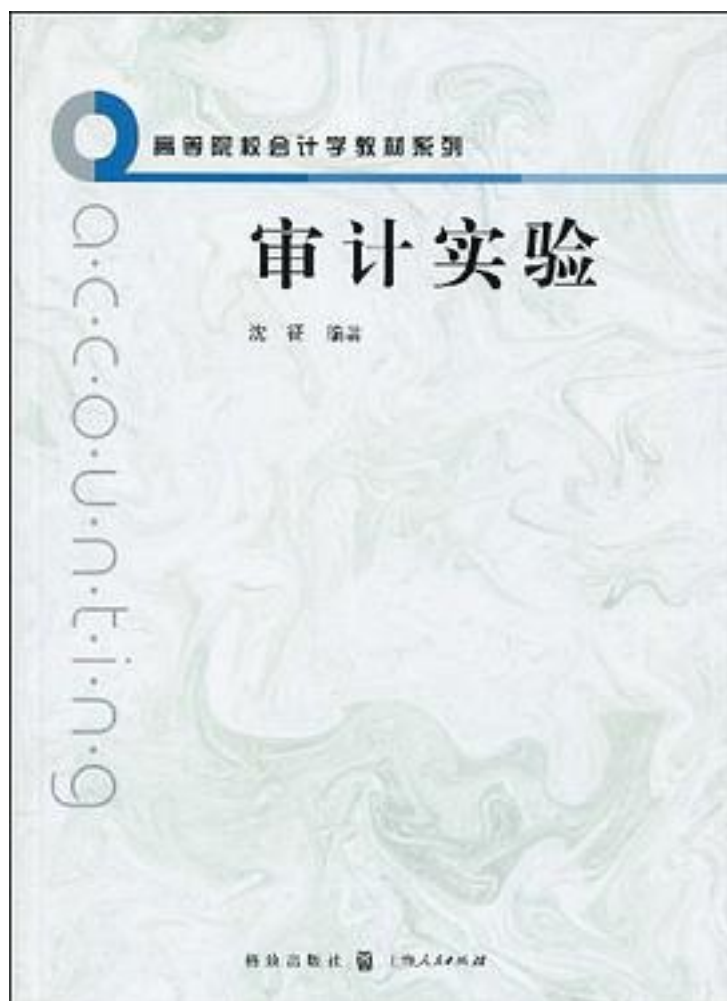 高等院校会计学教材系列
审计实验
沈征 编著
a·c·c·o·u·n·t·i·n·g
格致出版社 上海人民出版社